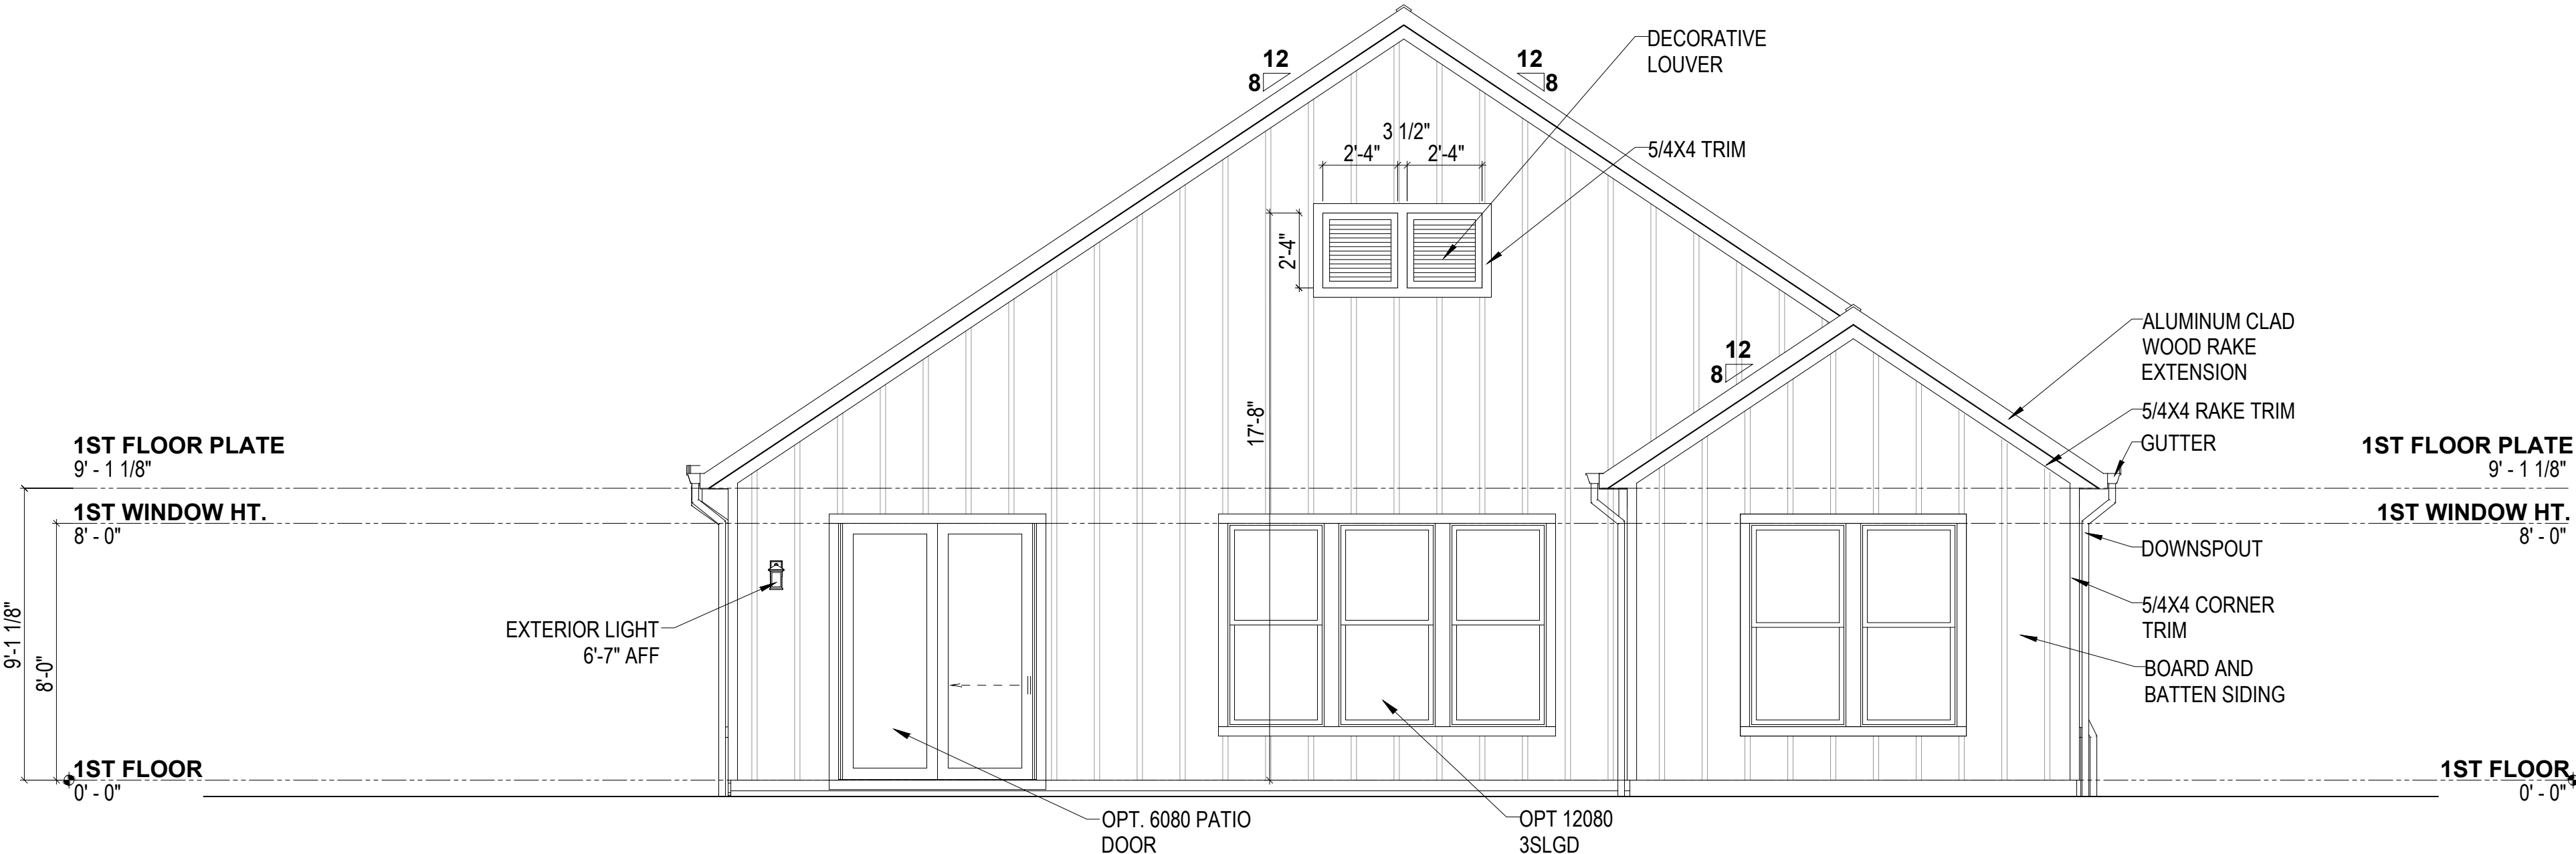 DECORATIVE
LOUVER
12
8
12
8
3 1/2"
2'-4"
2'-4"
5/4X4 TRIM
2'-4"
17'-8"
12
8
ALUMINUM CLAD
WOOD RAKE
EXTENSION
5/4X4 RAKE TRIM
GUTTER
1ST FLOOR PLATE
9' - 1 1/8"
1ST FLOOR PLATE
9' - 1 1/8"
1ST WINDOW HT.
8' - 0"
1ST WINDOW HT.
8' - 0"
DOWNSPOUT
5/4X4 CORNER
TRIM
BOARD AND
BATTEN SIDING
EXTERIOR LIGHT
6'-7" AFF
9'-1 1/8"
8'-0"
1ST FLOOR
0' - 0"
1ST FLOOR
0' - 0"
OPT. 6080 PATIO
DOOR
OPT 12080
3SLGD